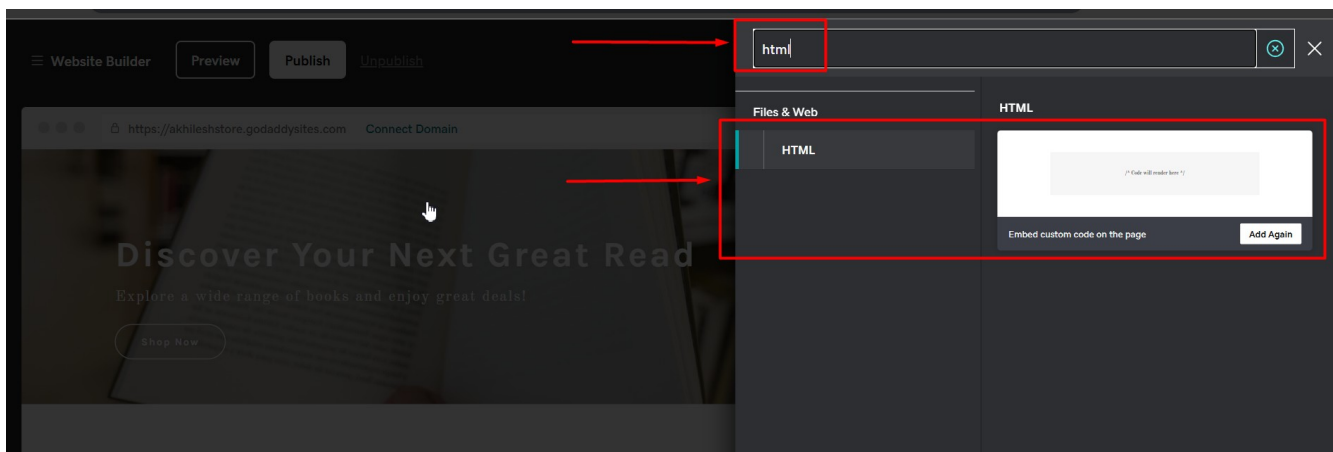 html
Website Builder
Preview
Publish
Unpublish
https://akhileshstore.godaddysites.com
Connect Domain
Discover Your Next Great Read
Explore a wide range of books and enjoy great deals!
Shop Now
Files & Web
HTML
HTML
/* Code will render here */
Embed custom code on the page
Add Again